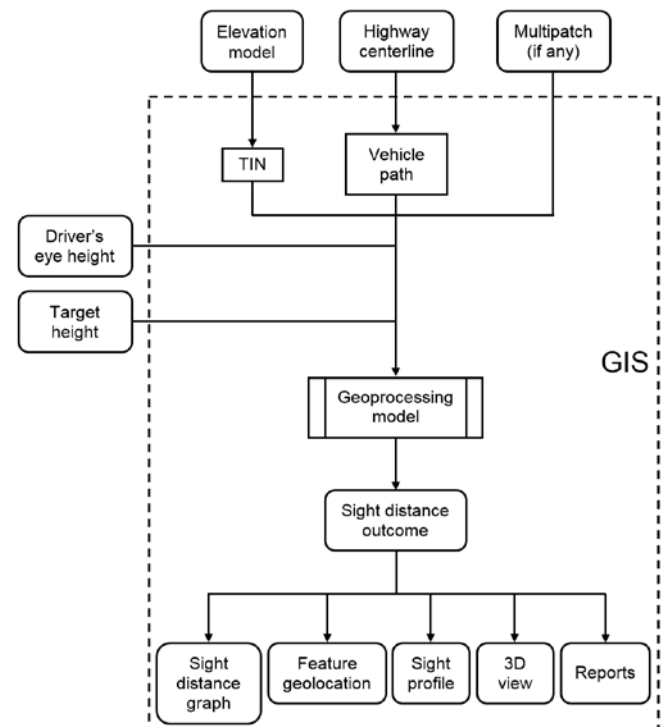 Elevation
model
Highway
centerline
Multipatch
(if any)
TIN
Vehicle
path
Driver's
eye height
Target
height
GIS
Geoprocessing
model
Sight distance
outcome
Sight
distance
graph
Feature
geolocation
Sight
profile
3D
view
Reports